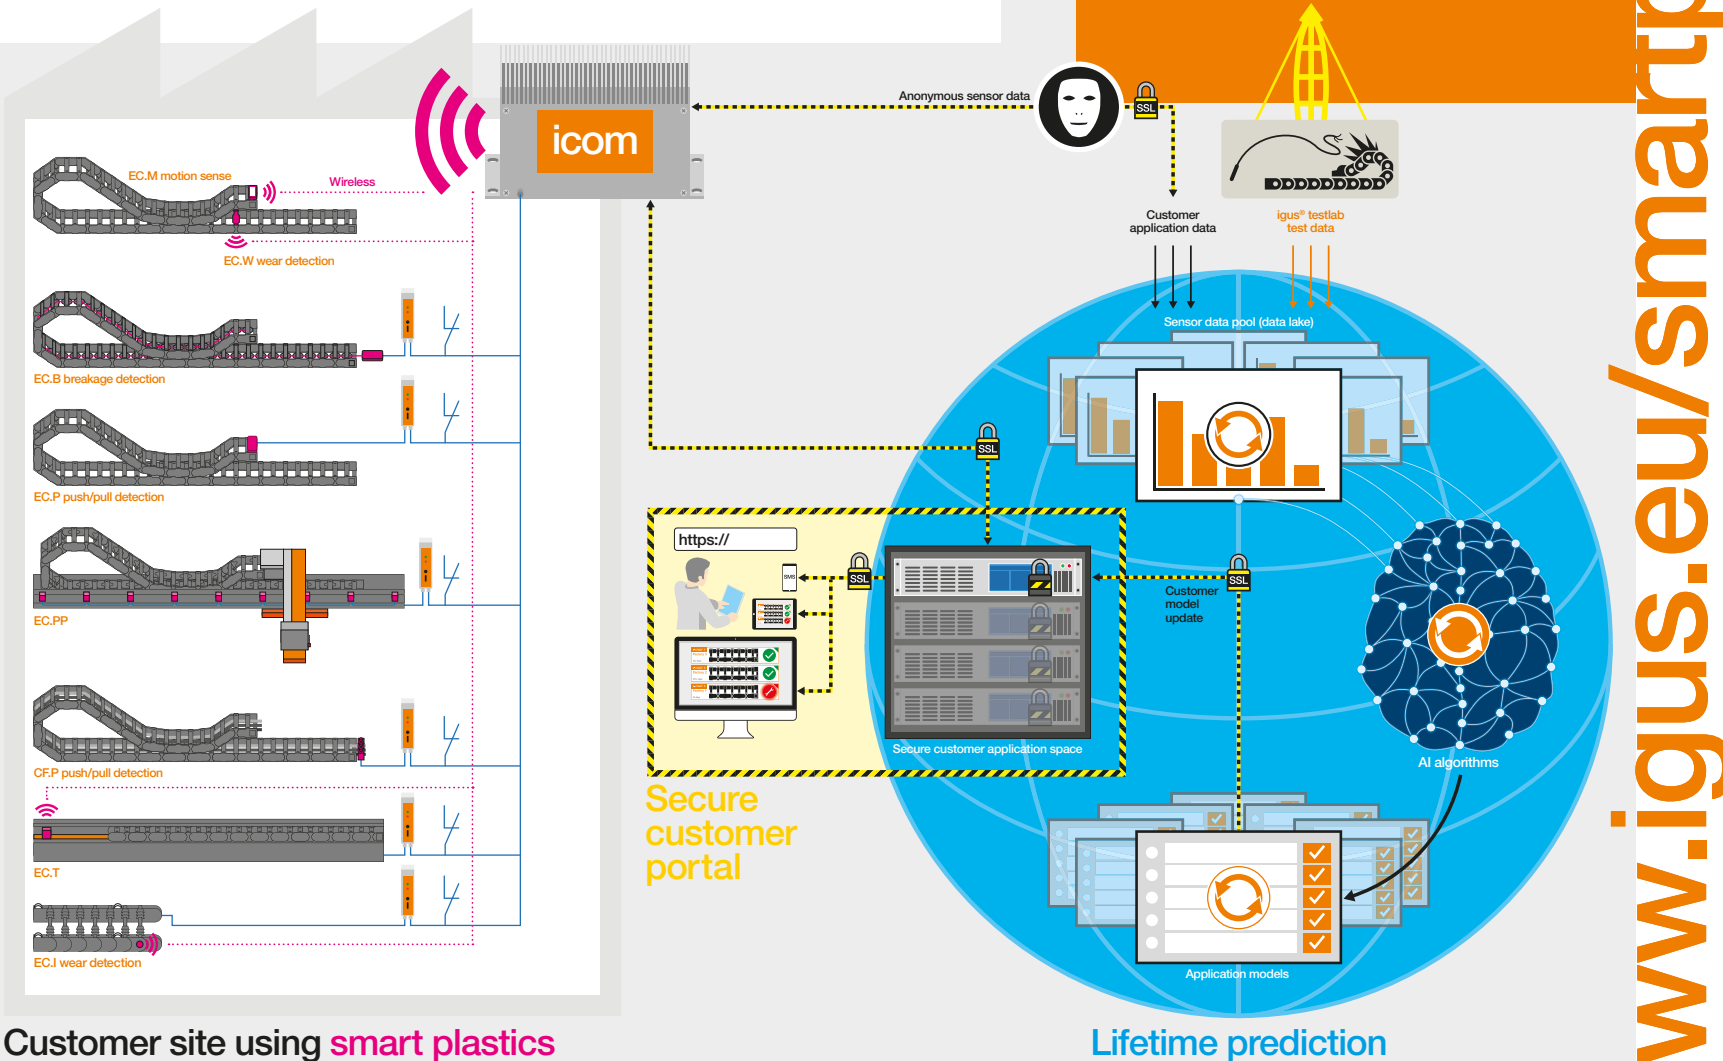 icom
Anonymous sensor data
SSL
EC.M motion sense
Wireless
EC.W wear detection
Customer
application data
igus® testlab
test data
Sensor data pool (data lake)
EC.B breakage detection
EC.P push/pull detection
SSL
https://
SMS
SSL
SSL
Customer
model
update
EC.PP
Secure customer application space
AI algorithms
CF.P push/pull detection
Secure
customer
portal
EC.T
EC.I wear detection
Application models
Customer site using smart plastics
Lifetime prediction
www.igus.eu/smartp